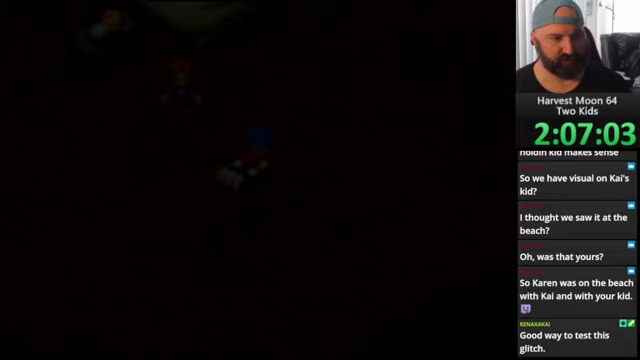 Harvest Moon 64
Two Kids
2:07:03
holdin kid makes sense
So we have visual on Kai's
kid?
I thought we saw it at the
beach?
Oh, was that yours?
So Karen was on the beach
with Kai and with your kid.
RENAXAKAI
Good way to test this
glitch.